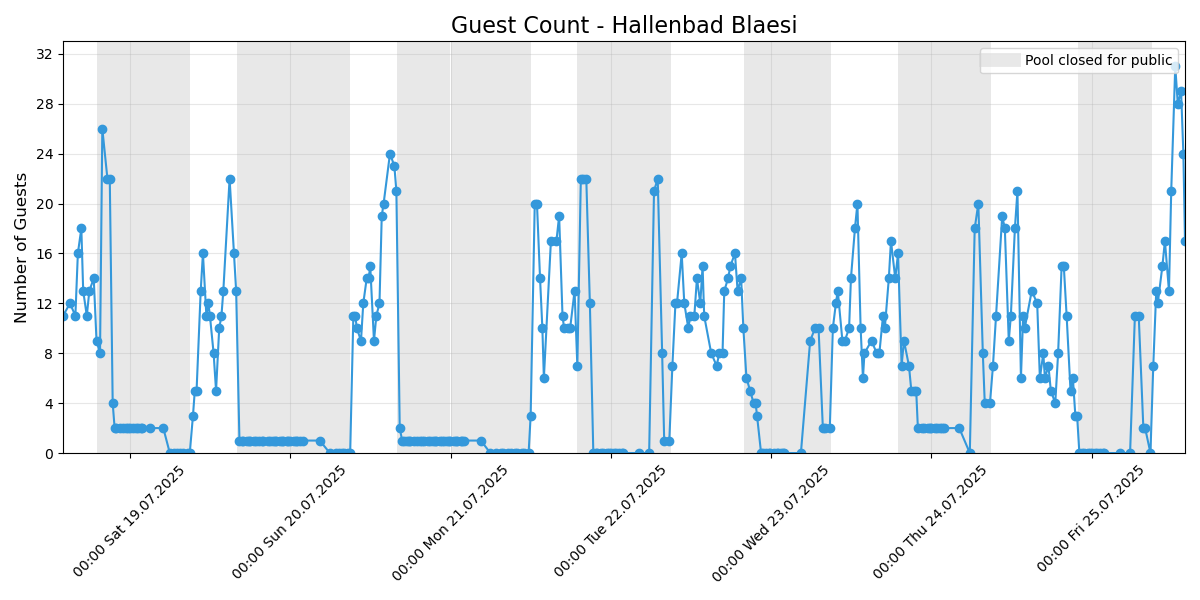 Guest Count - Hallenbad Blaesi
Pool closed for public
Number of Guests
32
28
24
20
16
12
8
4
0
00:00 Sat 19.07.2025
00:00 Sun 20.07.2025
00:00 Mon 21.07.2025
00:00 Tue 22.07.2025
00:00 Wed 23.07.2025
00:00 Thu 24.07.2025
00:00 Fri 25.07.2025